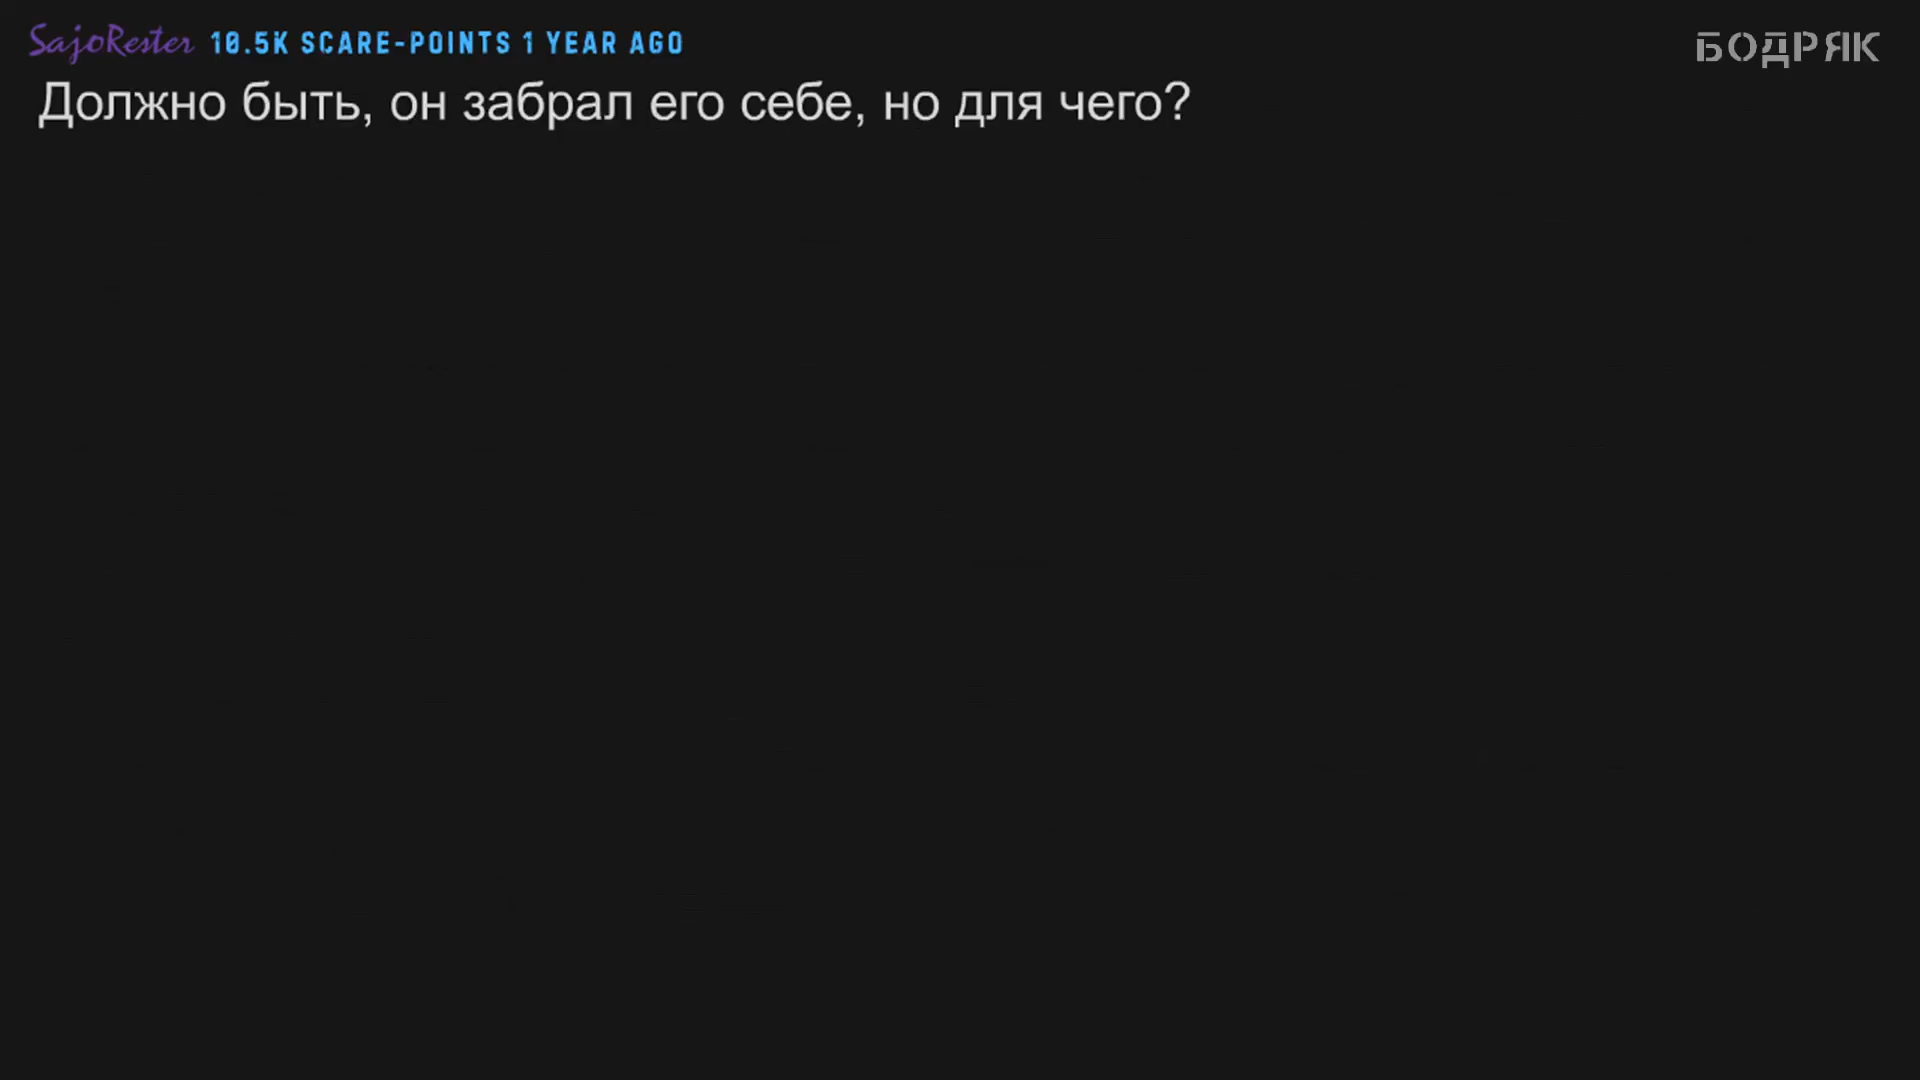 SajoRester 10.5K SCARE-POINTS 1 YEAR AGO
БОДРЯК
Должно быть, он забрал его себе, но для чего?